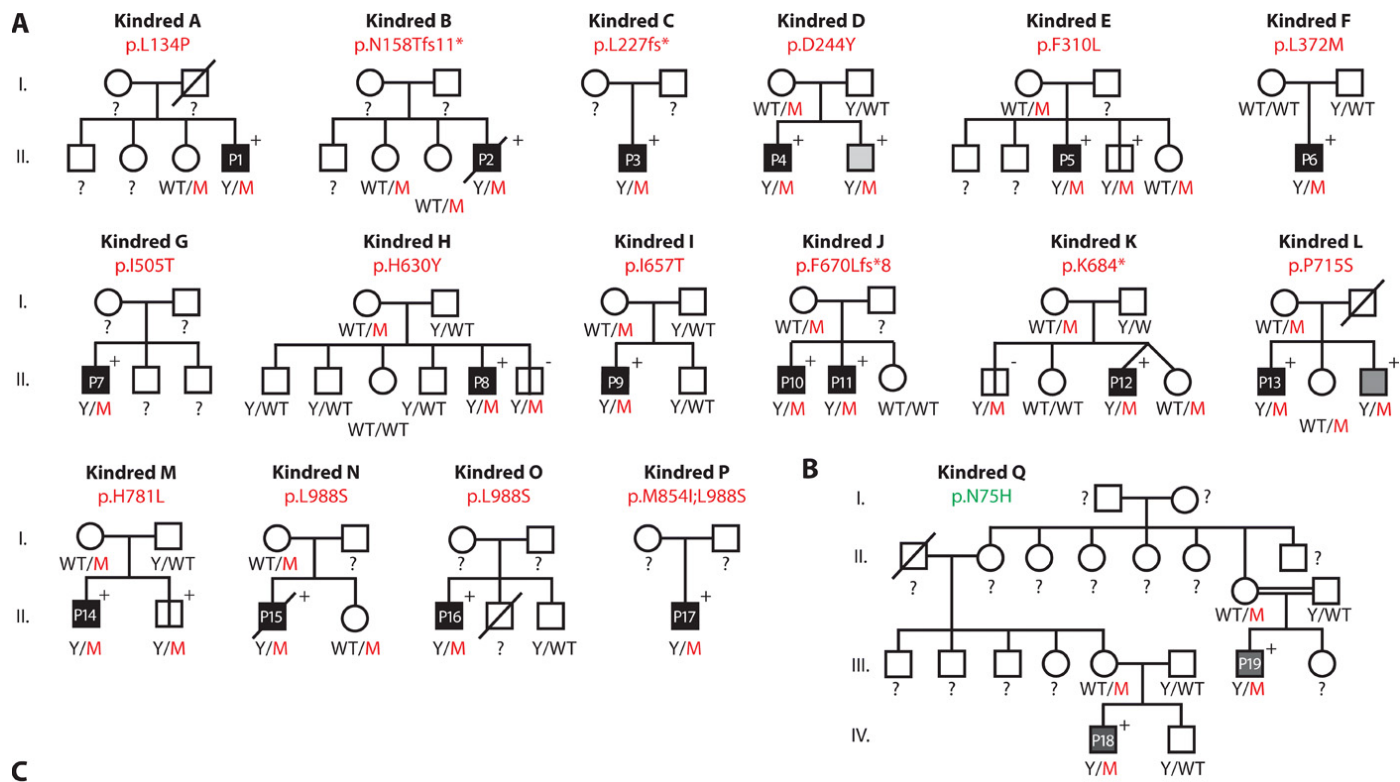 A
Kindred A Kindred B Kindred C Kindred D Kindred E Kindred F
p.L134P p.N158Tfs11* p.L227fs* p.D244Y p.F310L p.L372M
I.
? ? ? ? ? ? WT/M Y/WT WT/M ? WT/WT Y/WT
II.
P1 + P2 + P3 + P4 + + P5 + + P6 +
? ? WT/M Y/M ? WT/M Y/M Y/M Y/M Y/M ? ? Y/M Y/M WT/M Y/M
WT/M
Kindred G Kindred H Kindred I Kindred J Kindred K Kindred L
p.I505T p.H630Y p.I657T p.F670Lfs*8 p.K684* p.P715S
I.
? ? WT/M Y/WT WT/M Y/WT WT/M ? WT/M Y/W WT/M
II.
P7 + P8 + - P9 + P10 + P11 + - P12 + P13 + +
Y/M ? ? Y/WT Y/WT Y/WT Y/M Y/M Y/M Y/WT Y/M Y/M WT/WT Y/M WT/WT Y/M WT/M Y/M Y/M
WT/WT WT/M
Kindred M Kindred N Kindred O Kindred P
p.H781L p.L988S p.L988S p.M854I;L988S
I.
WT/M Y/WT WT/M ? ? ? ? ?
II.
P14 + + P15 + P16 + P17 +
Y/M Y/M Y/M WT/M Y/M ? Y/WT Y/M
B
Kindred Q
p.N75H
I.
? ?
II.
? ? ? ? ? ? ?
WT/M Y/WT
III.
P19 +
? ? ? ? WT/M Y/WT Y/M ?
IV.
P18 +
Y/M
C